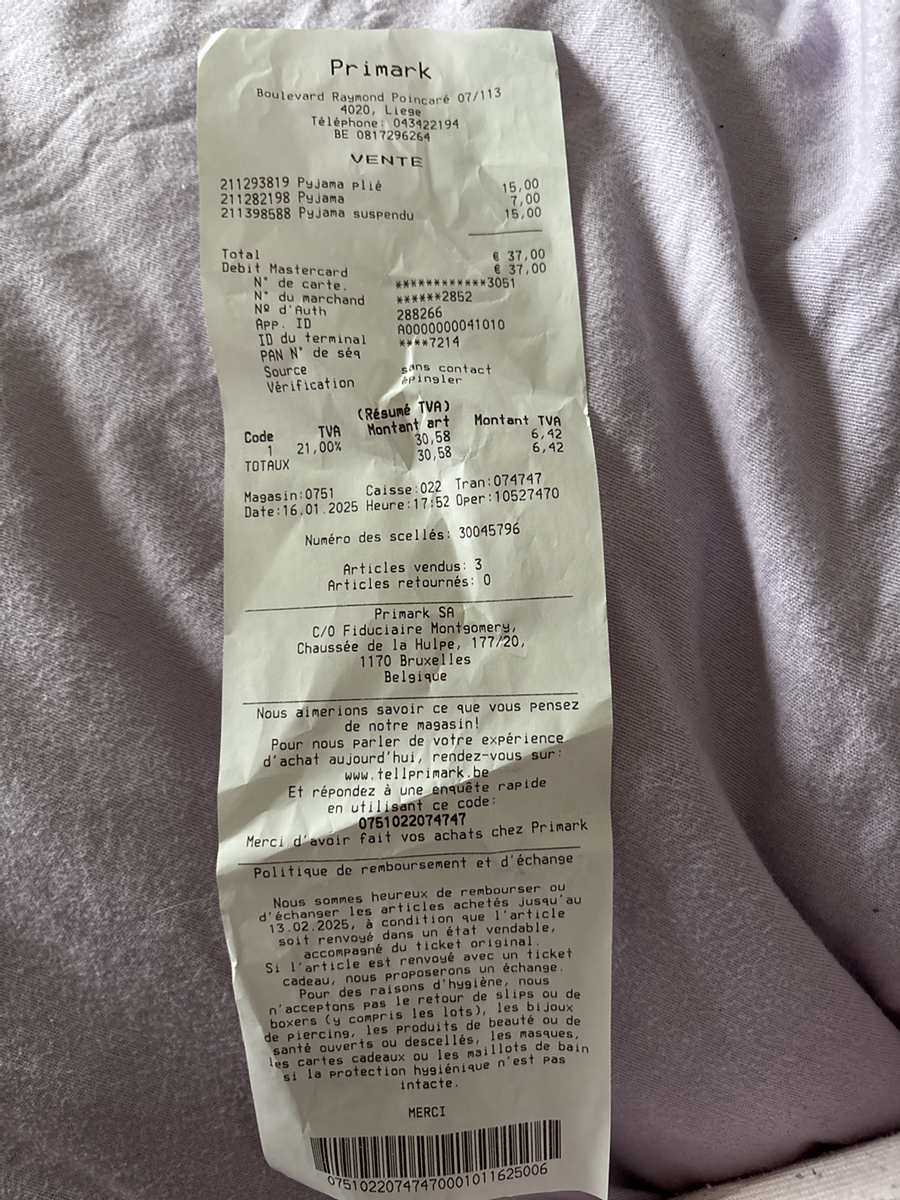 Primark
Boulevard Raymond Poincaré 07/113
4020, Liege
Téléphone: 043422194
BE 0817296264
VENTE
211293819 Pyjama plié 15,00
211282198 Pyjama 7,00
211398588 Pyjama suspendu 15,00
Total € 37,00
Debit Mastercard € 37,00
N° de carte. ************3051
N° du marchand ******2852
Nº d'Auth 288266
App. ID A0000000041010
ID du terminal ****7214
PAN N° de séq
Source sans contact
Vérification épingler
(Résumé TVA)
Code TVA Montant art Montant TVA
1 21,00% 30,58 6,42
TOTAUX 30,58 6,42
Magasin:0751 Caisse:022 Tran:074747
Date:16.01.2025 Heure:17:52 Oper:10527470
Numéro des scellés: 30045796
Articles vendus: 3
Articles retournés: 0
Primark SA
C/O Fiduciaire Montgomery,
Chaussée de la Hulpe, 177/20,
1170 Bruxelles
Belgique
Nous aimerions savoir ce que vous pensez
de notre magasin!
Pour nous parler de votre expérience
d'achat aujourd'hui, rendez-vous sur:
www.tellprimark.be
Et répondez à une enquête rapide
en utilisant ce code:
0751022074747
Merci d'avoir fait vos achats chez Primark
Politique de remboursement et d'échange
Nous sommes heureux de rembourser ou
d'échanger les articles achetés jusqu'au
13.02.2025, à condition que l'article
soit renvoyé dans un état vendable,
accompagné du ticket original.
Si l'article est renvoyé avec un ticket
cadeau, nous proposerons un échange.
Pour des raisons d'hygiène, nous
n'acceptons pas le retour de slips ou de
boxers (y compris les lots), les bijoux
de piercing, les produits de beauté ou de
santé ouverts ou descellés, les masques,
les cartes cadeaux ou les maillots de bain
si la protection hygiénique n'est pas
intacte.
MERCI
075102207474700010116250​06